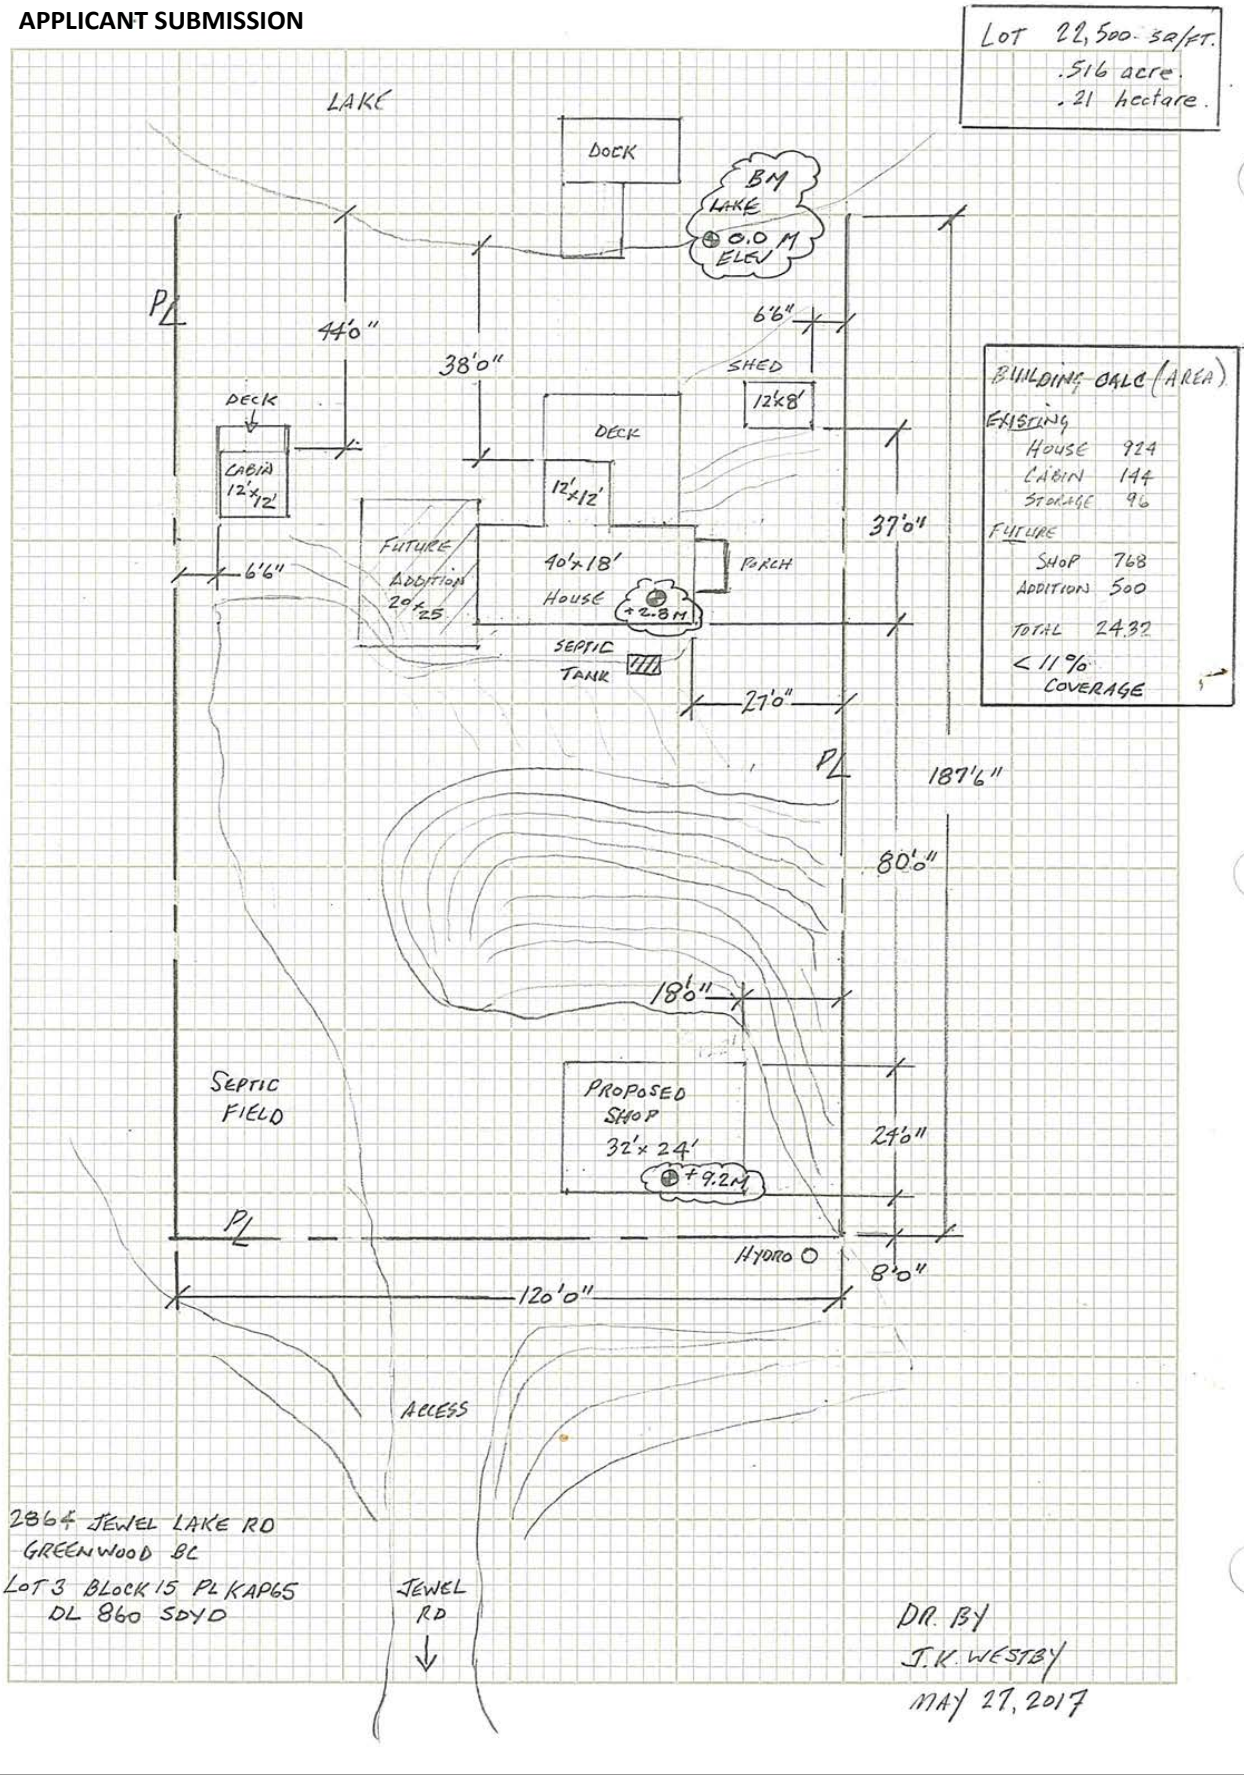 APPLICANT SUBMISSION
LOT 22,500 SQ/FT.
.516 acre.
.21 hectare.
LAKE
DOCK
BM
LAKE
0.0 M
ELEV
PL
44'0"
38'0"
6'6"
SHED
12'x8'
DECK
DECK
CABIN
12'x12'
12'x12'
BUILDING CALC (AREA)
EXISTING
HOUSE 924
CABIN 144
STORAGE 96
FUTURE
SHOP 768
ADDITION 500
TOTAL 2432
< 11%
COVERAGE
37'0"
FUTURE
ADDITION
20x25
40'x18'
HOUSE
+2.8M
PORCH
6'6"
SEPTIC
TANK
27'0"
PL
187'6"
80'0"
18'0"
SEPTIC
FIELD
PROPOSED
SHOP
32'x24'
+9.2M
24'0"
PL
HYDRO
8'0"
120'0"
ACCESS
2864 JEWEL LAKE RD
GREENWOOD BC
LOT 3 BLOCK 15 PL KAP65
DL 860 SDYD
JEWEL
RD
DR. BY
J.K. WESTBY
MAY 27, 2017